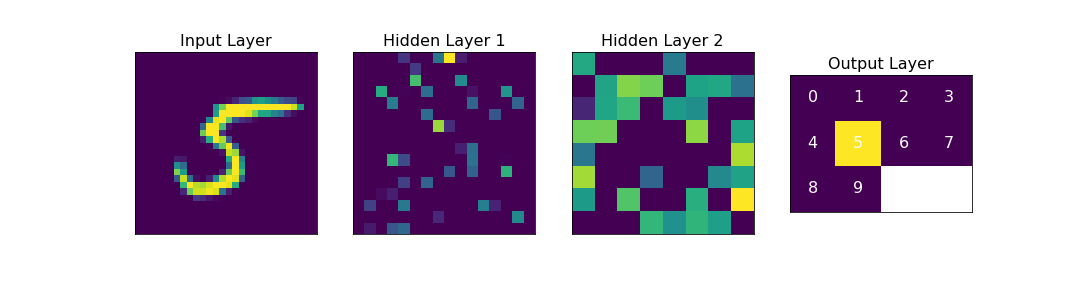 Input Layer
Hidden Layer 1
Hidden Layer 2
Output Layer
0 1 2 3
4 5 6 7
8 9